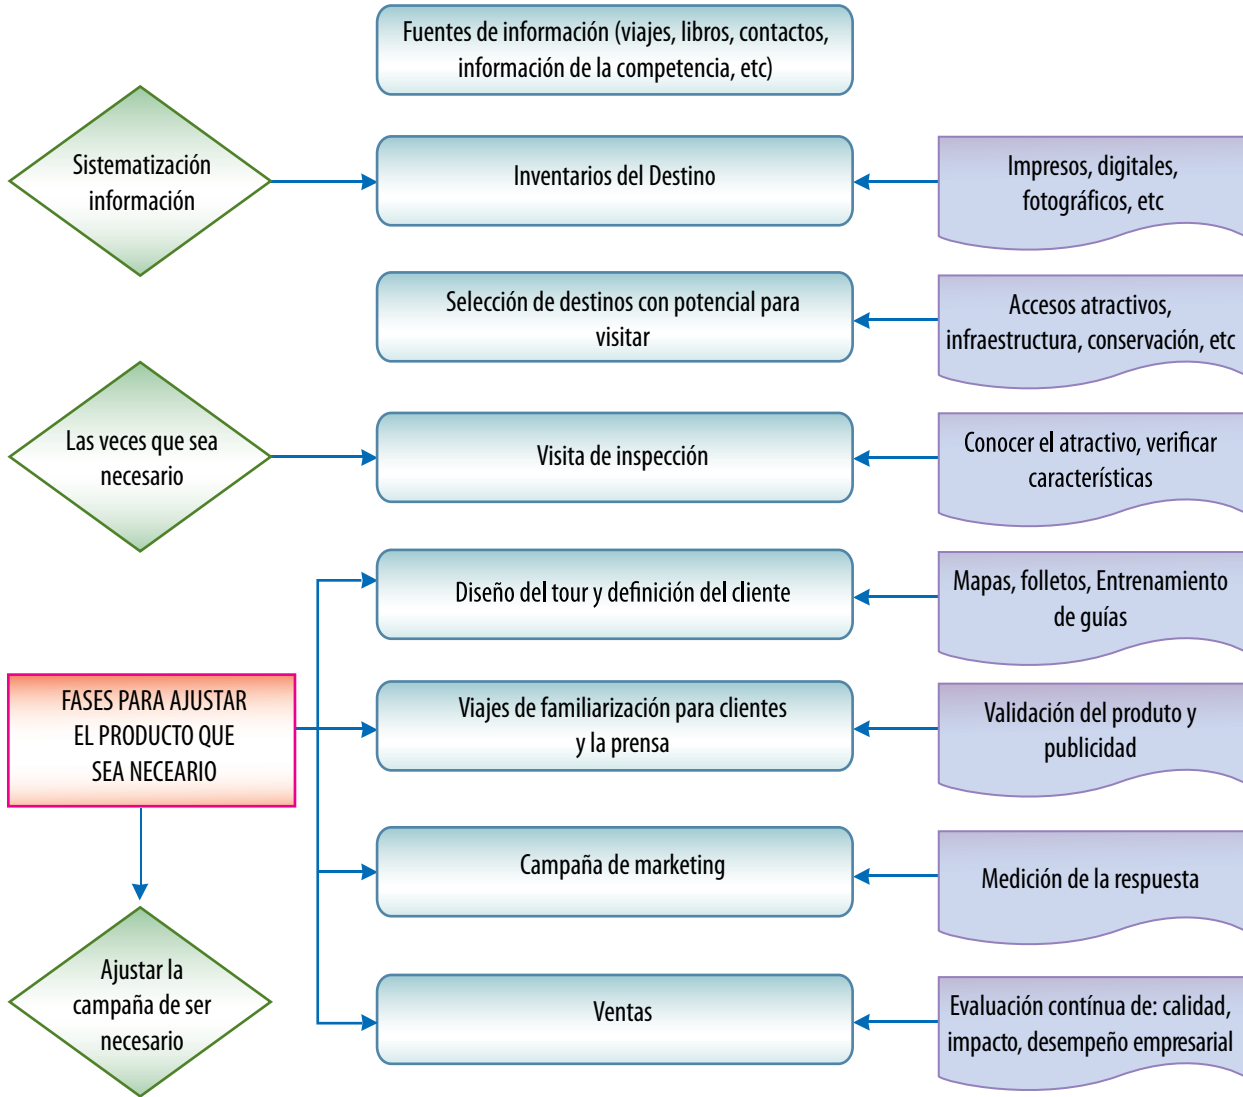 Fuentes de información (viajes, libros, contactos,
información de la competencia, etc)
Sistematización
información
Inventarios del Destino
Impresos, digitales,
fotográficos, etc
Selección de destinos con potencial para
visitar
Accesos atractivos,
infraestructura, conservación, etc
Las veces que sea
necesario
Visita de inspección
Conocer el atractivo, verificar
característícas
Diseño del tour y definición del cliente
Mapas, folletos, Entrenamiento
de guías
FASES PARA AJUSTAR
EL PRODUCTO QUE
SEA NECEARIO
Viajes de familiarización para clientes
y la prensa
Validación del produto y
publicidad
Campaña de marketing
Medición de la respuesta
Ajustar la
campaña de ser
necesario
Ventas
Evaluación contínua de: calidad,
impacto, desempeño empresarial